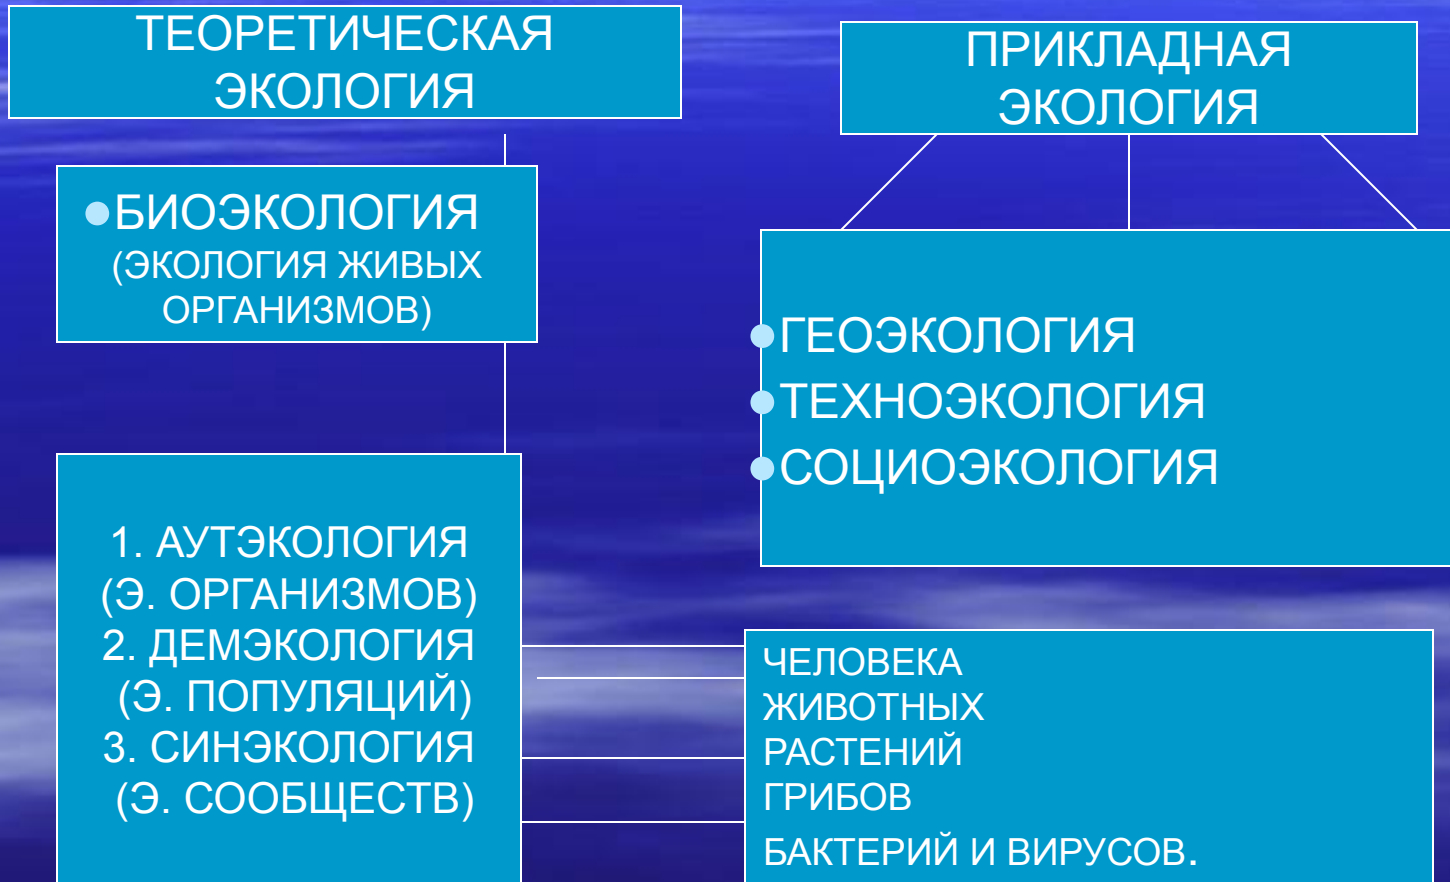 ТЕОРЕТИЧЕСКАЯ
ЭКОЛОГИЯ
ПРИКЛАДНАЯ
ЭКОЛОГИЯ
●БИОЭКОЛОГИЯ
(ЭКОЛОГИЯ ЖИВЫХ
ОРГАНИЗМОВ)
●ГЕОЭКОЛОГИЯ
●ТЕХНОЭКОЛОГИЯ
●СОЦИОЭКОЛОГИЯ
1. АУТЭКОЛОГИЯ
(Э. ОРГАНИЗМОВ)
2. ДЕМЭКОЛОГИЯ
(Э. ПОПУЛЯЦИЙ)
3. СИНЭКОЛОГИЯ
(Э. СООБЩЕСТВ)
ЧЕЛОВЕКА
ЖИВОТНЫХ
РАСТЕНИЙ
ГРИБОВ
БАКТЕРИЙ И ВИРУСОВ.